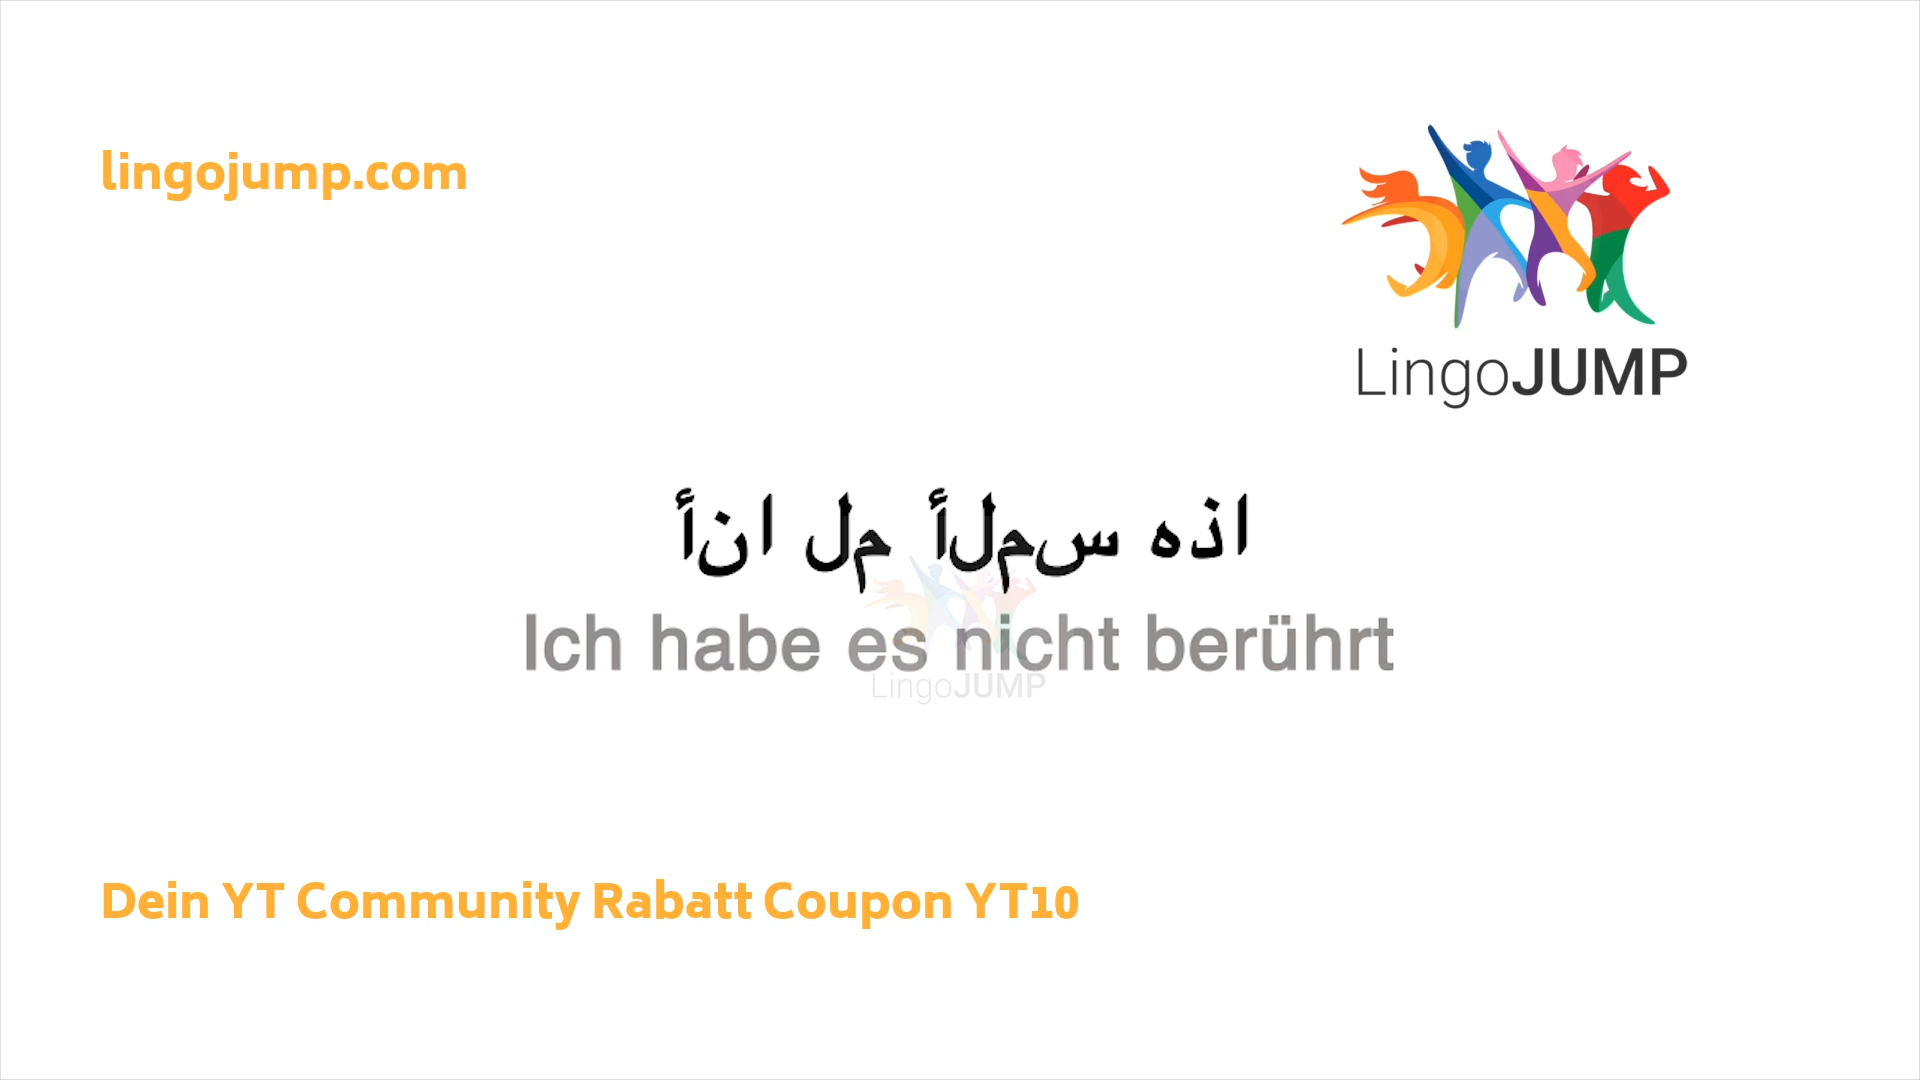 lingojump.com
LingoJUMP
أنا لم ألمس هذا
Ich habe es nicht berührt
LingoJUMP
Dein YT Community Rabatt Coupon YT10